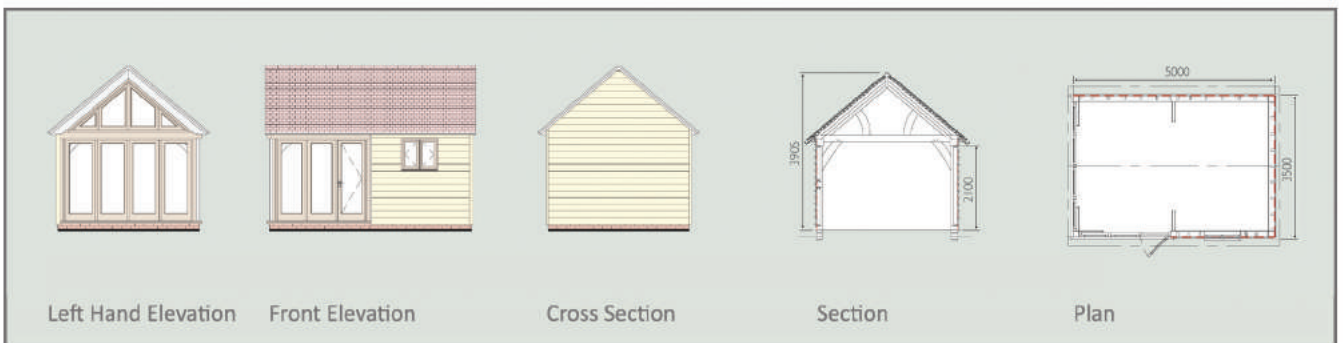 5000
3905
2100
3500
Left Hand Elevation
Front Elevation
Cross Section
Section
Plan